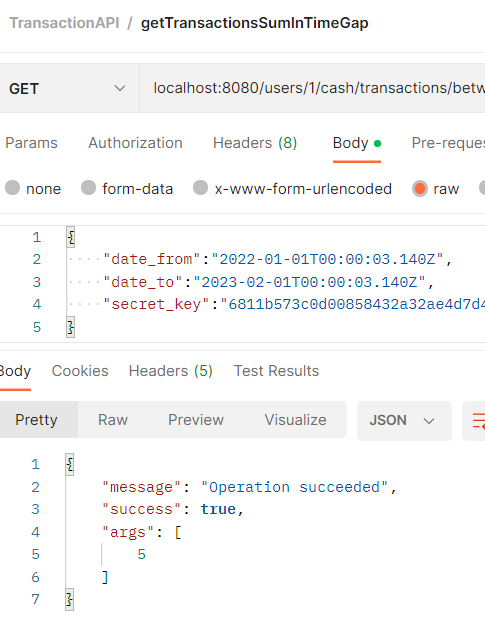 TransactionAPI / getTransactionsSumInTimeGap
GET localhost:8080/users/1/cash/transactions/betw
Params Authorization Headers (8) Body Pre-reque
none form-data x-www-form-urlencoded raw
1 {
2 "date_from":"2022-01-01T00:00:03.140Z",
3 "date_to":"2023-02-01T00:00:03.140Z",
4 "secret_key":"6811b573c0d00858432a32ae4d7d4
5 }
Body Cookies Headers (5) Test Results
Pretty Raw Preview Visualize JSON
1 {
2 "message": "Operation succeeded",
3 "success": true,
4 "args": [
5 5
6 ]
7 }